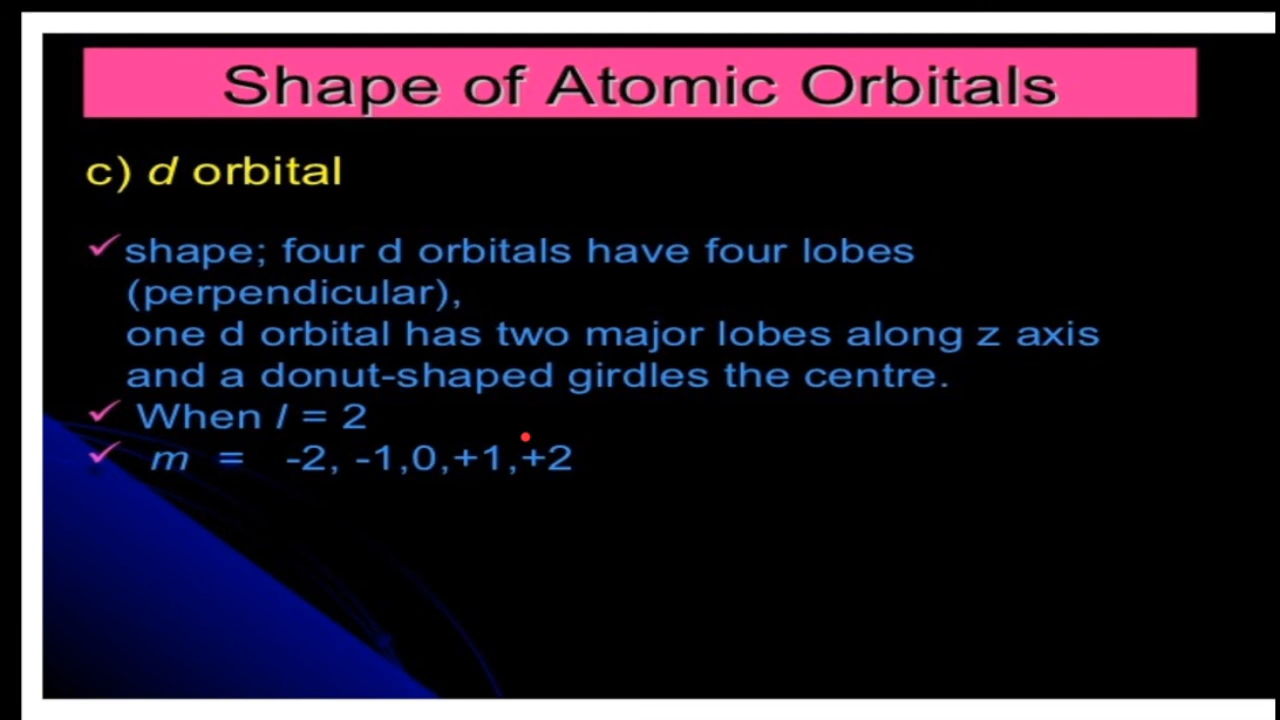 Shape of Atomic Orbitals
c) d orbital
✓shape; four d orbitals have four lobes
(perpendicular),
one d orbital has two major lobes along z axis
and a donut-shaped girdles the centre.
✓ When l = 2
✓ m = -2, -1,0,+1,+2